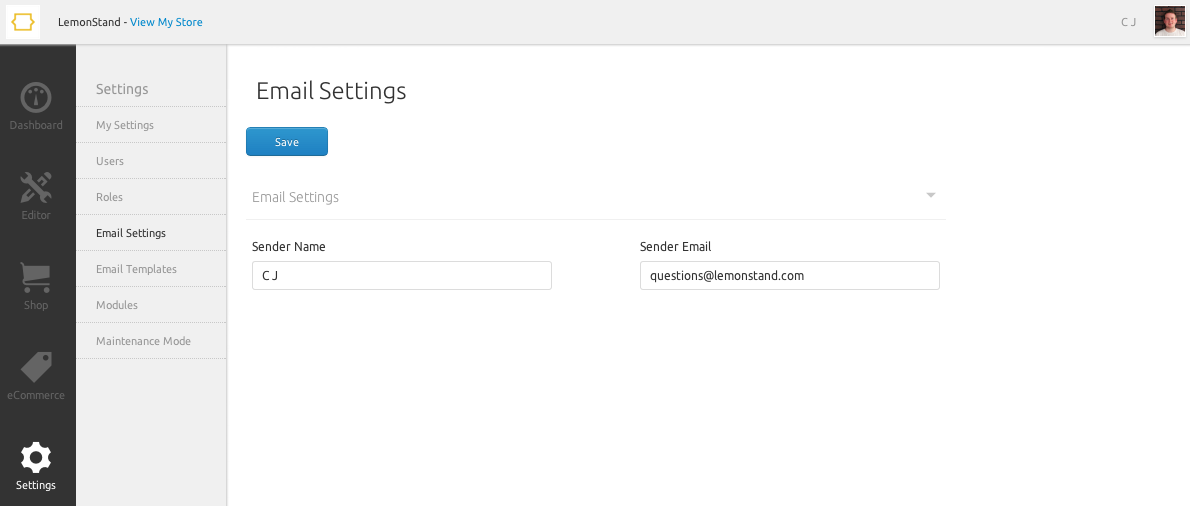 LemonStand - View My Store
C J
Dashboard
Editor
Shop
eCommerce
Settings
Settings
My Settings
Users
Roles
Email Settings
Email Templates
Modules
Maintenance Mode
Email Settings
Save
Email Settings
Sender Name
C J
Sender Email
questions@lemonstand.com